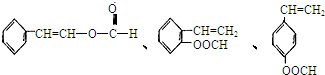 O
‖
CH=CH—O—C—H、
CH=CH₂
OOCH、
CH=CH₂
OOCH